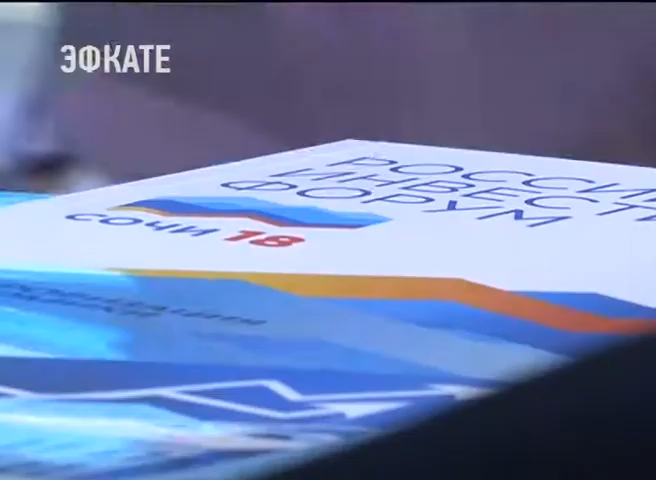 ЭФКАТЕ
РОССИ
ИНВЕСТ
ФОРУМ
СОЧИ 18